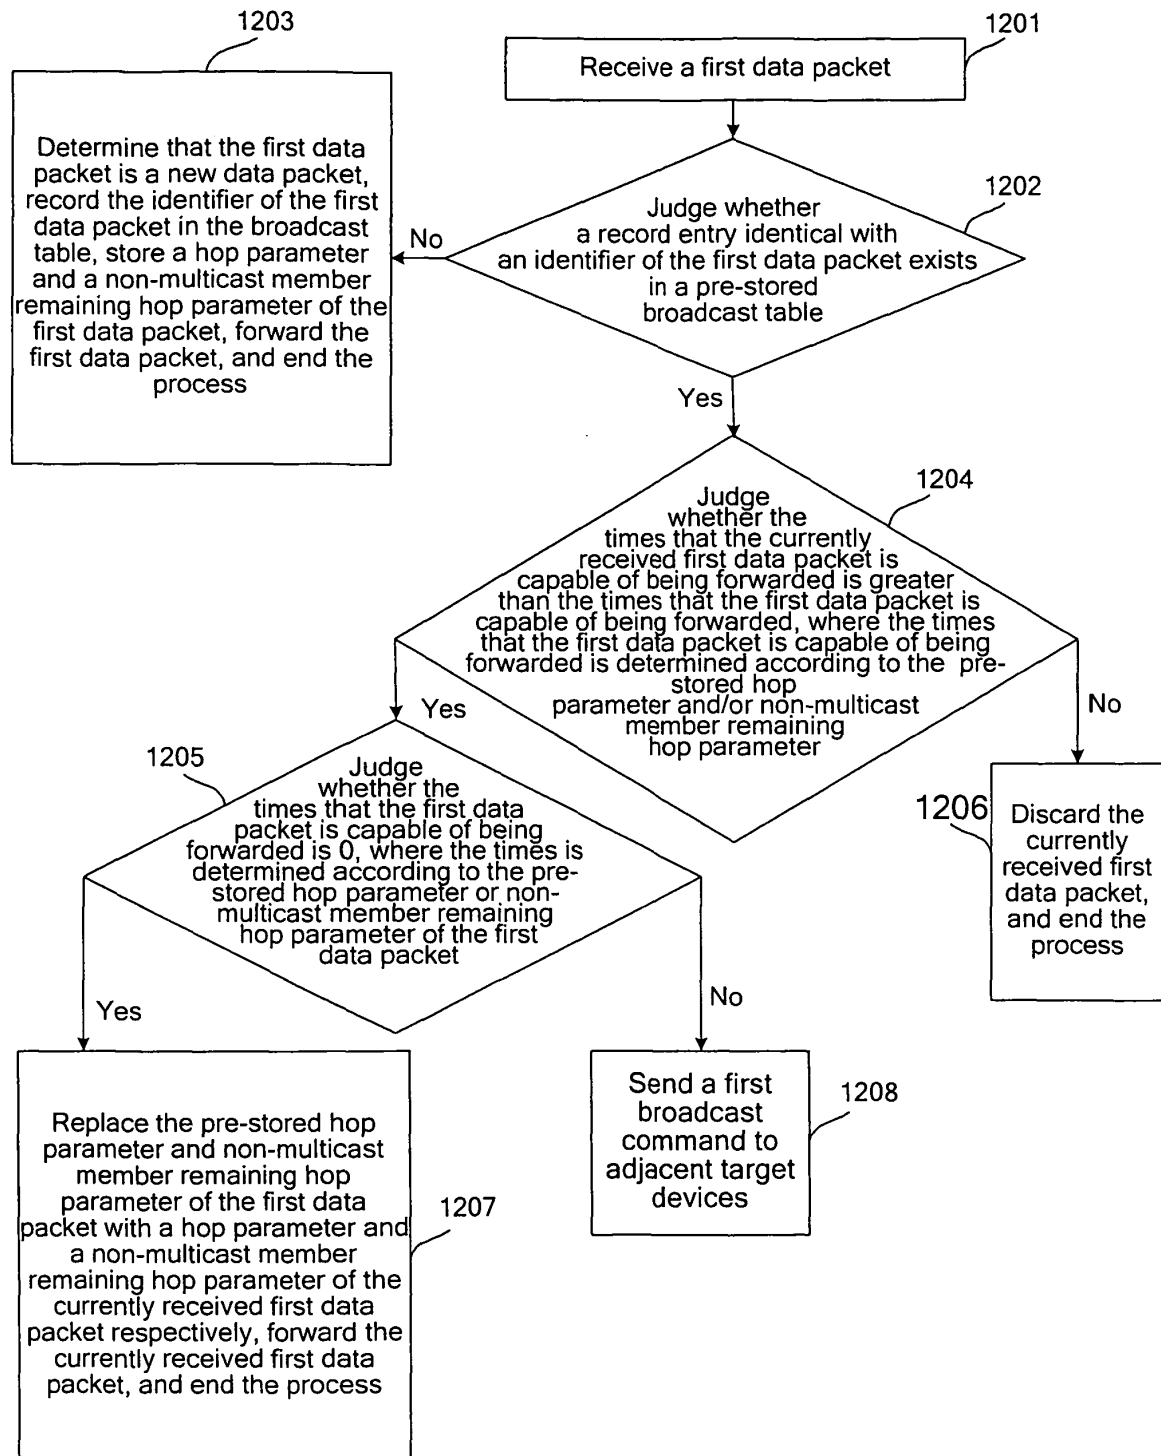 1201
Receive a first data packet
1203
Determine that the first data
packet is a new data packet,
record the identifier of the first
data packet in the broadcast
table, store a hop parameter
and a non-multicast member
remaining hop parameter of the
first data packet, forward the
first data packet, and end the
process
1202
Judge whether
a record entry identical with
an identifier of the first data packet exists
in a pre-stored
broadcast table
No
Yes
1204
Judge
whether the
times that the currently
received first data packet is
capable of being forwarded is greater
than the times that the first data packet is
capable of being forwarded, where the times
that the first data packet is capable of being
forwarded is determined according to the pre-
stored hop
parameter and/or non-multicast
member remaining
hop parameter
Yes
No
1205
Judge
whether the
times that the first data
packet is capable of being
forwarded is 0, where the times is
determined according to the pre-
stored hop parameter or non-
multicast member remaining
hop parameter of the first
data packet
1206
Discard the
currently
received first
data packet,
and end the
process
Yes
No
1207
Replace the pre-stored hop
parameter and non-multicast
member remaining hop
parameter of the first data
packet with a hop parameter and
a non-multicast member
remaining hop parameter of the
currently received first data
packet respectively, forward the
currently received first data
packet, and end the process
1208
Send a first
broadcast
command to
adjacent target
devices